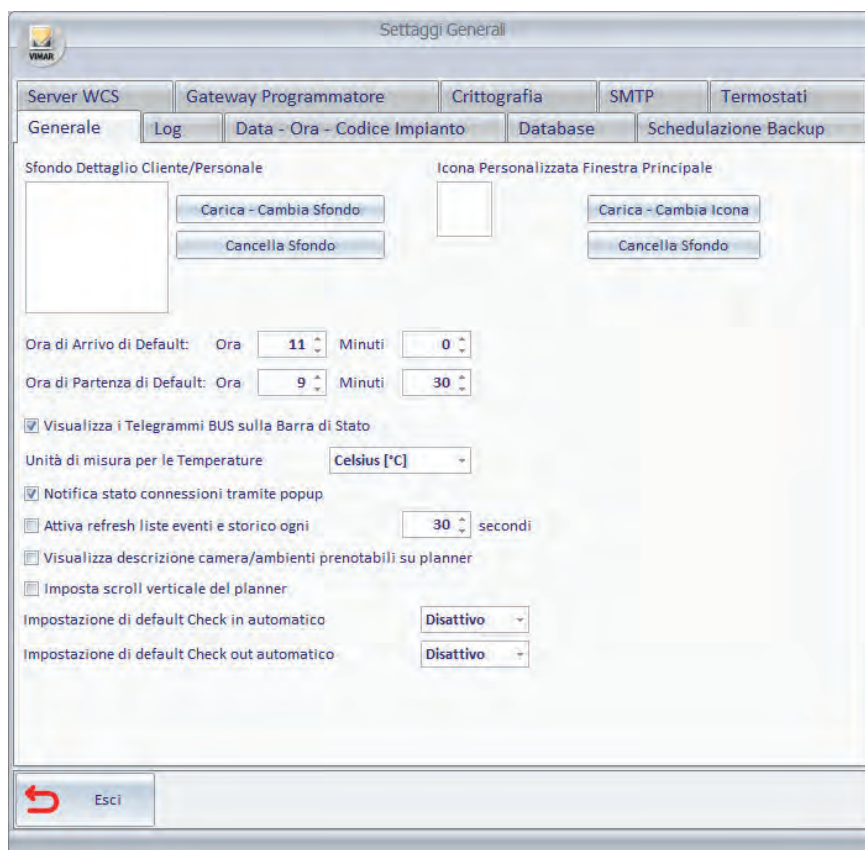 Settaggi Generali
VIMAR
Server WCS Gateway Programmatore Crittografia SMTP Termostati
Generale Log Data - Ora - Codice Impianto Database Schedulazione Backup
Sfondo Dettaglio Cliente/Personale Icona Personalizzata Finestra Principale
Carica - Cambia Sfondo Carica - Cambia Icona
Cancella Sfondo Cancella Sfondo
Ora di Arrivo di Default: Ora 11 Minuti 0
Ora di Partenza di Default: Ora 9 Minuti 30
Visualizza i Telegrammi BUS sulla Barra di Stato
Unità di misura per le Temperature Celsius [°C]
Notifica stato connessioni tramite popup
Attiva refresh liste eventi e storico ogni 30 secondi
Visualizza descrizione camera/ambienti prenotabili su planner
Imposta scroll verticale del planner
Impostazione di default Check in automatico Disattivo
Impostazione di default Check out automatico Disattivo
Esci